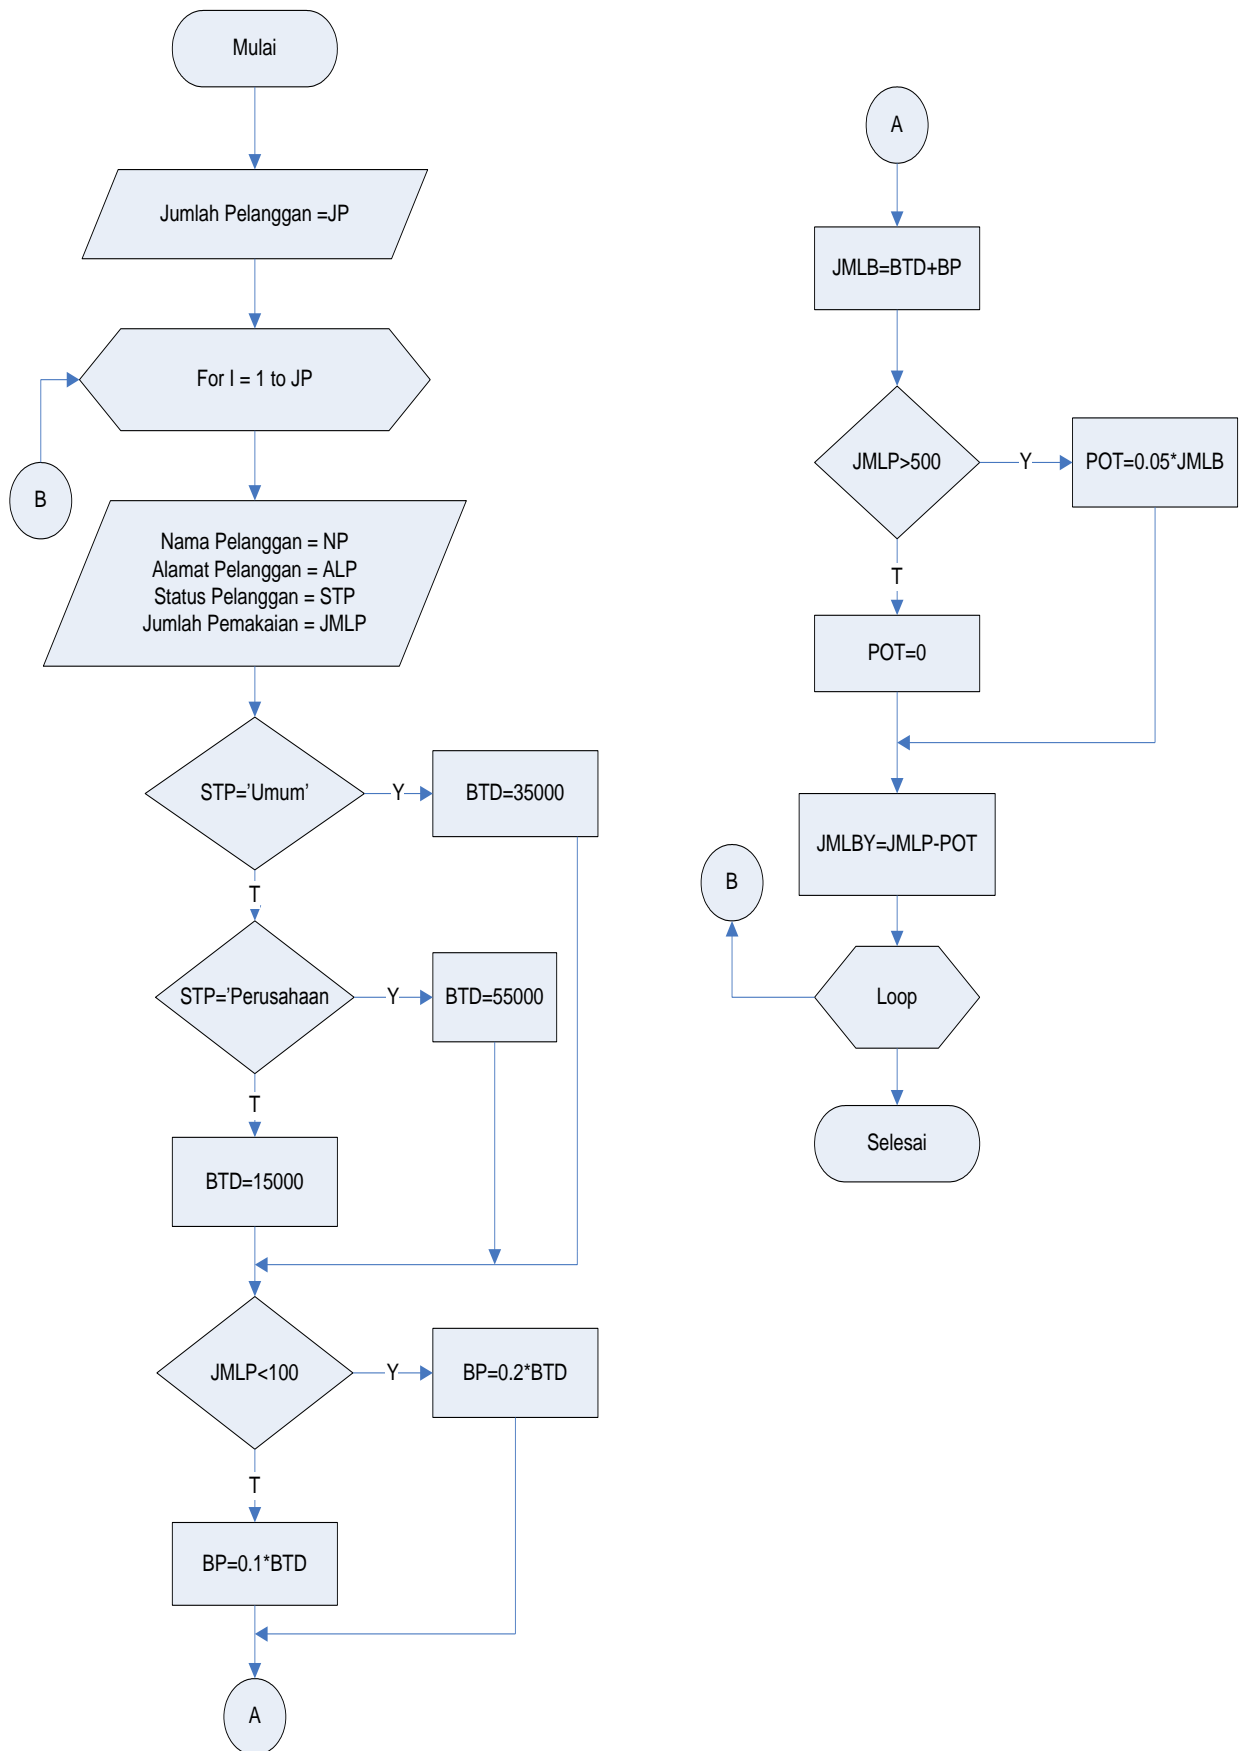 Mulai
Jumlah Pelanggan =JP
For I = 1 to JP
B
Nama Pelanggan = NP
Alamat Pelanggan = ALP
Status Pelanggan = STP
Jumlah Pemakaian = JMLP
STP='Umum'
Y
BTD=35000
T
STP='Perusahaan
Y
BTD=55000
T
BTD=15000
JMLP<100
Y
BP=0.2*BTD
T
BP=0.1*BTD
A
A
JMLB=BTD+BP
JMLP>500
Y
POT=0.05*JMLB
T
POT=0
JMLBY=JMLP-POT
B
Loop
Selesai